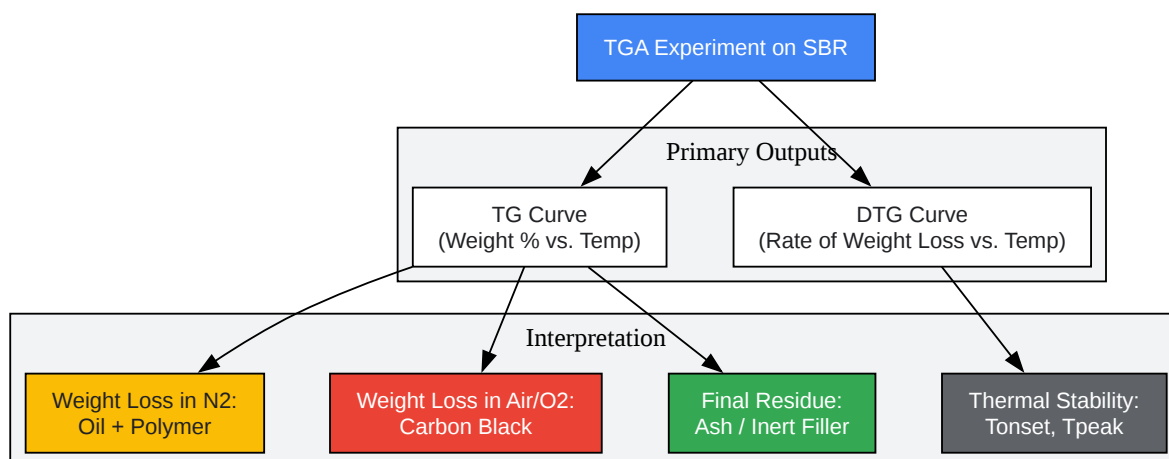 TGA Experiment on SBR
Primary Outputs
TG Curve
(Weight % vs. Temp)
DTG Curve
(Rate of Weight Loss vs. Temp)
Interpretation
Weight Loss in N2:
Oil + Polymer
Weight Loss in Air/O2:
Carbon Black
Final Residue:
Ash / Inert Filler
Thermal Stability:
Tonset, Tpeak